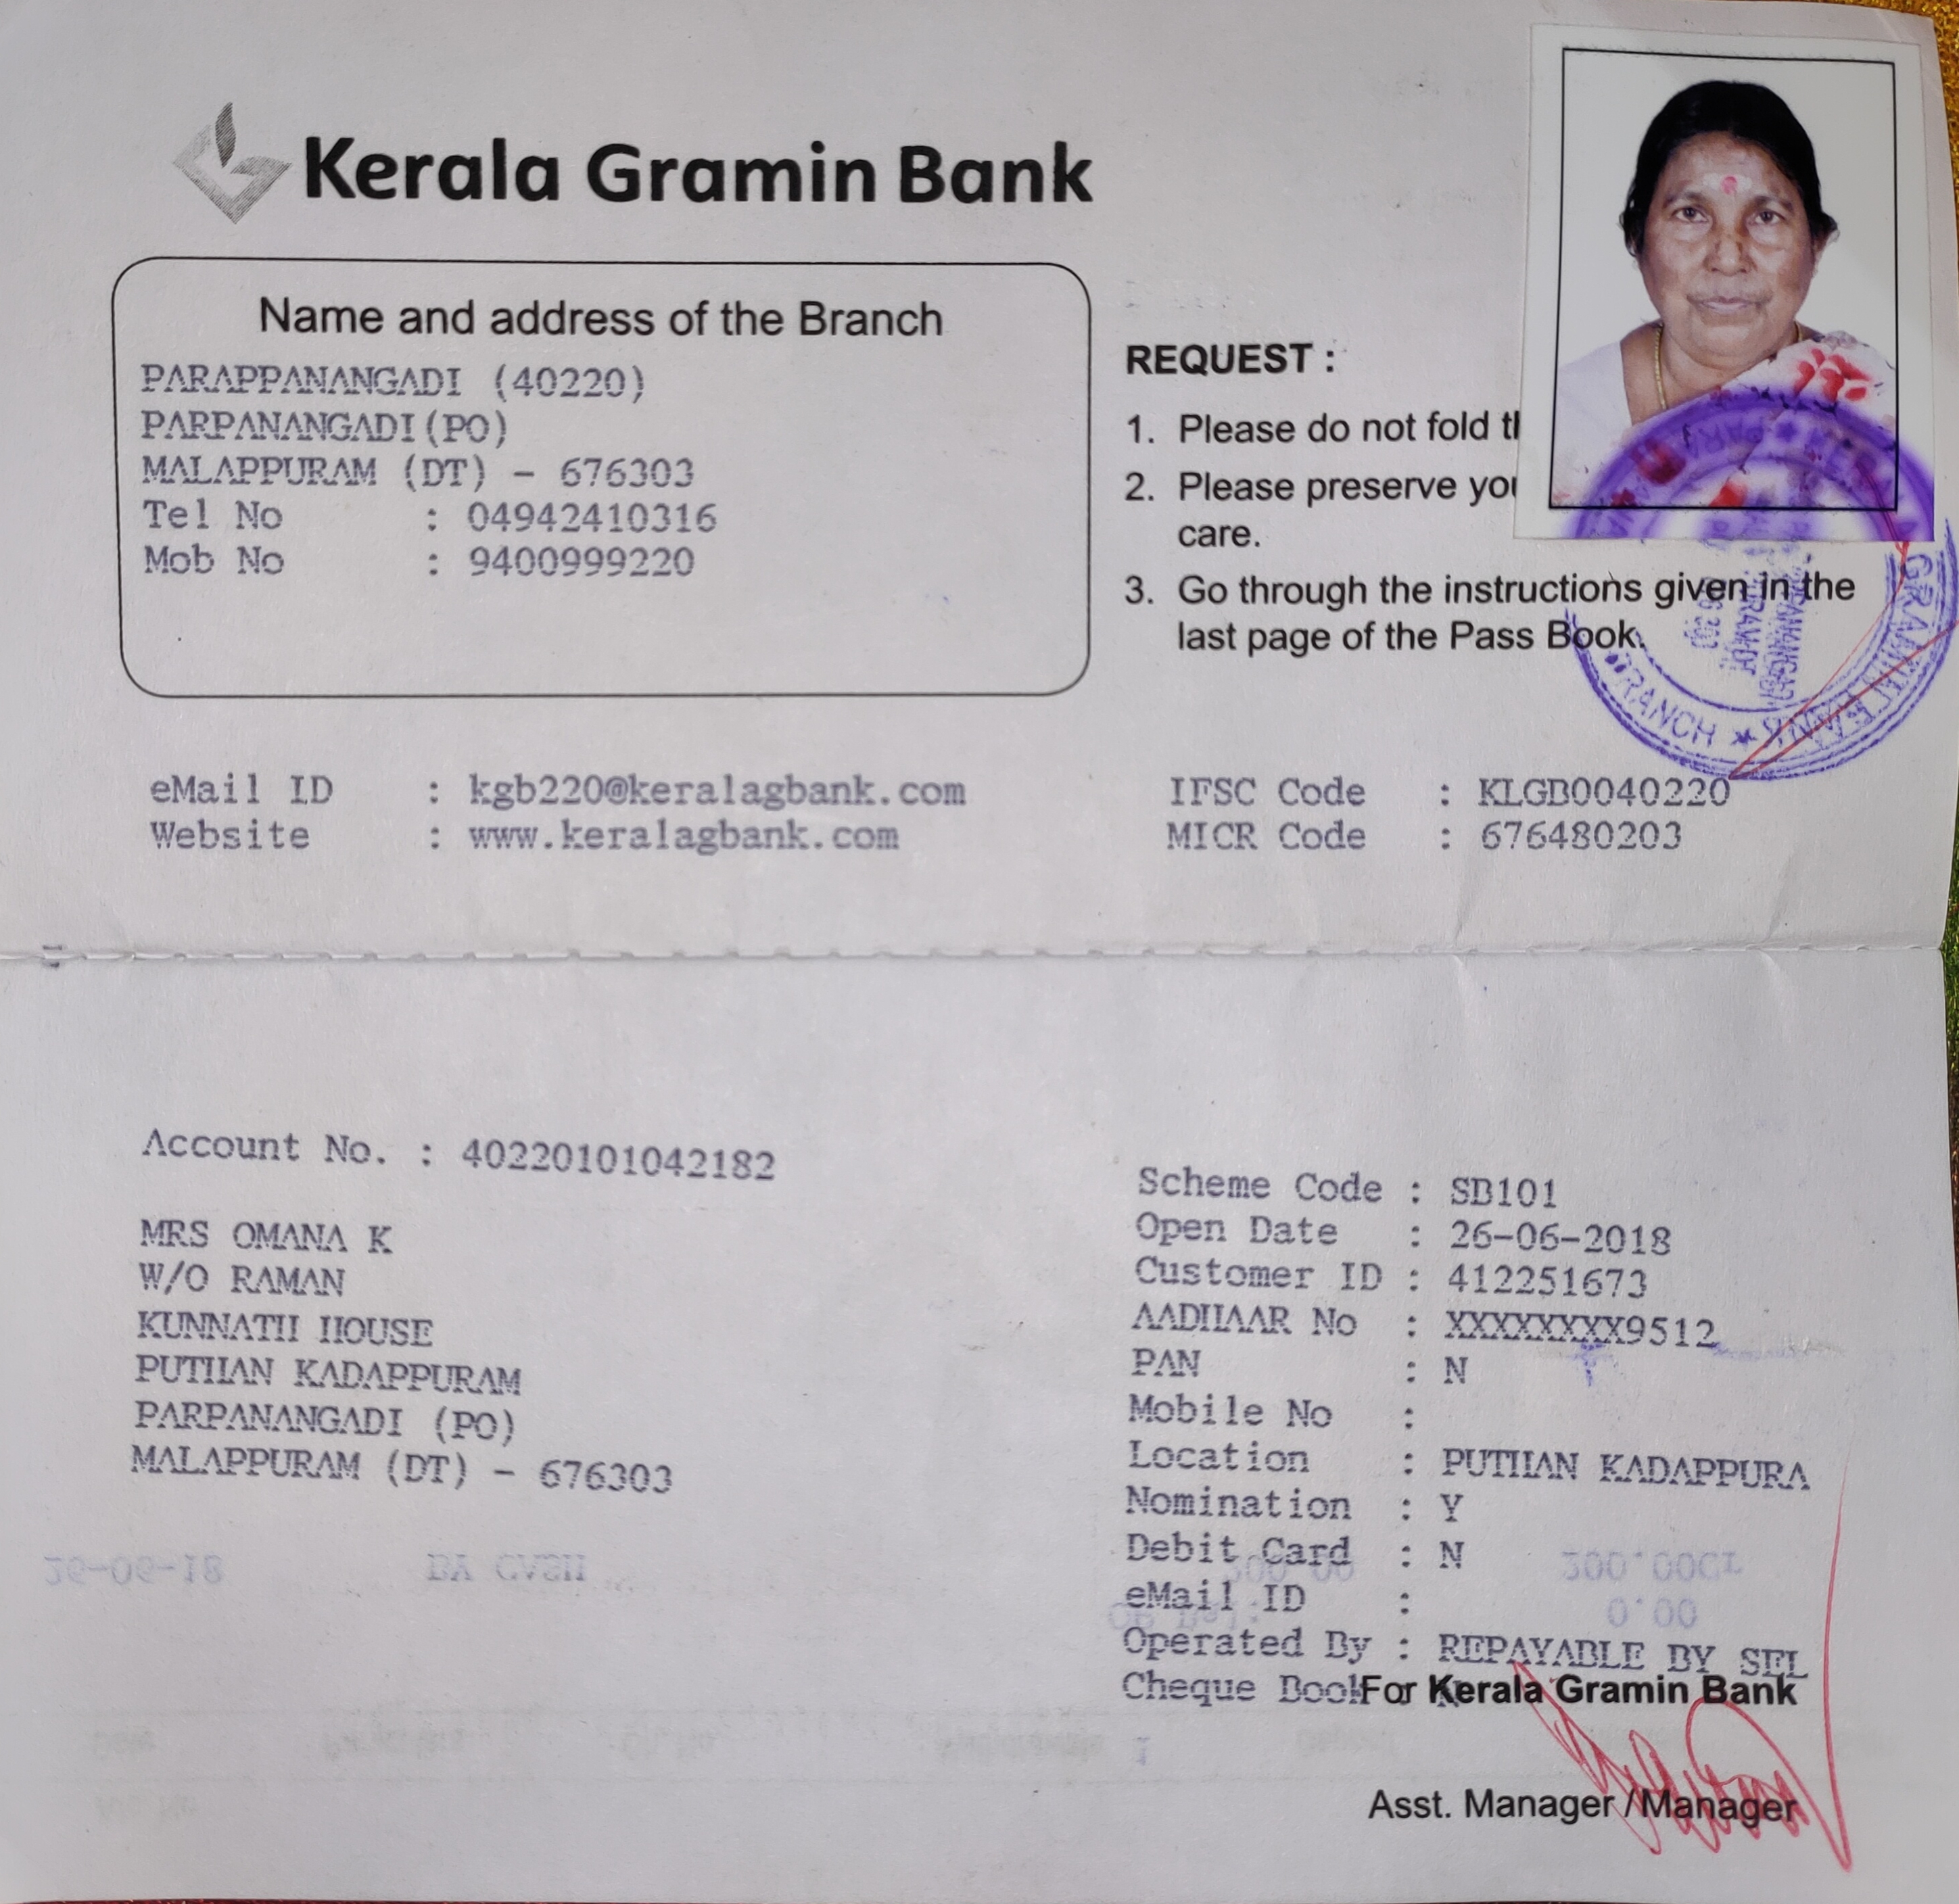 Kerala Gramin Bank
Name and address of the Branch
PARAPPANANGADI (40220)
PARPANANGADI(PO)
MALAPPURAM (DT) - 676303
Tel No : 04942410316
Mob No : 9400999220
REQUEST :
1. Please do not fold
2. Please preserve
care.
3. Go through the instructions given in the
last page of the Pass Book.
GRAMIN BANK
BRANCH
eMail ID : kgb220@keralagbank.com
Website : www.keralagbank.com
IFSC Code : KLGB0040220
MICR Code : 676480203
Account No. : 40220101042182
MRS OMANA K
W/O RAMAN
KUNNATH HOUSE
PUTHAN KADAPPURAM
PARPANANGADI (PO)
MALAPPURAM (DT) - 676303
Scheme Code : SB101
Open Date : 26-06-2018
Customer ID : 412251673
AADHAAR No : XXXXXXXX9512
PAN : N
Mobile No :
Location : PUTHAN KADAPPURA
Nomination : Y
Debit Card : N
eMail ID :
Operated By : REPAYABLE BY SEL
Cheque Book : N
For Kerala Gramin Bank
Asst. Manager / Manager